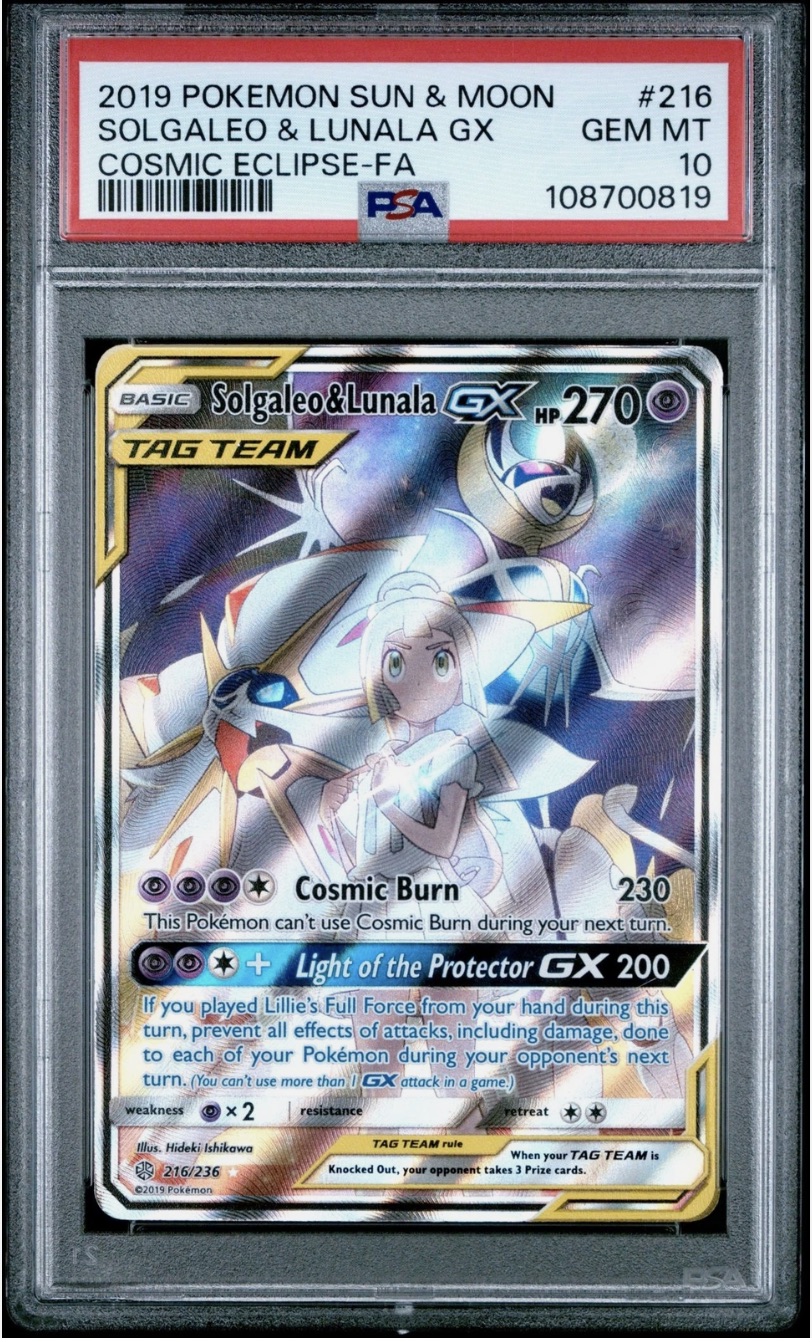 2019 POKEMON SUN & MOON #216
SOLGALEO & LUNALA GX GEM MT
COSMIC ECLIPSE-FA 10
PSA 108700819
BASIC Solgaleo&Lunala GX HP 270
TAG TEAM
Cosmic Burn 230
This Pokémon can't use Cosmic Burn during your next turn.
+ Light of the Protector GX 200
If you played Lillie's Full Force from your hand during this
turn, prevent all effects of attacks, including damage, done
to each of your Pokémon during your opponent's next
turn. (You can't use more than 1 GX attack in a game.)
weakness ×2 resistance retreat
Illus. Hideki Ishikawa
216/236
©2019 Pokémon
TAG TEAM rule
When your TAG TEAM is
Knocked Out, your opponent takes 3 Prize cards.
PSA